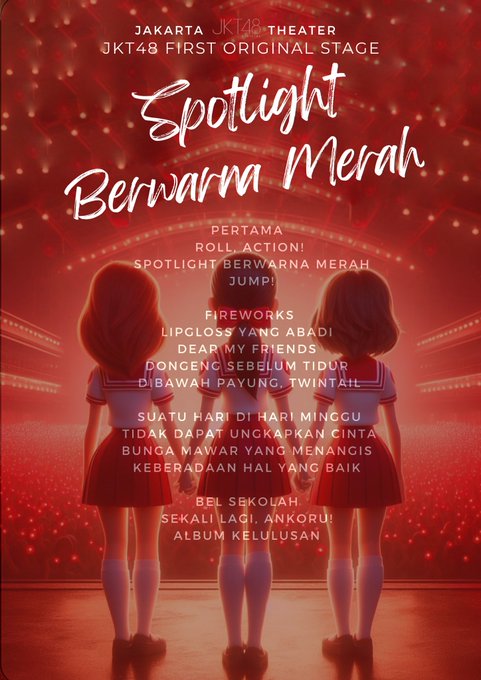 JAKARTA JKT48 THEATER
JKT48 FIRST ORIGINAL STAGE
Spotlight
Berwarna Merah
PERTAMA
ROLL, ACTION!
SPOTLIGHT BERWARNA MERAH
JUMP!
FIREWORKS
LIPGLOSS YANG ABADI
DEAR MY FRIENDS
DONGENG SEBELUM TIDUR
DIBAWAH PAYUNG, TWINTAIL
SUATU HARI DI HARI MINGGU
TIDAK DAPAT UNGKAPKAN CINTA
BUNGA MAWAR YANG MENANGIS
KEBERADAAN HAL YANG BAIK
BEL SEKOLAH
SEKALI LAGI, ANKORU!
ALBUM KELULUSAN